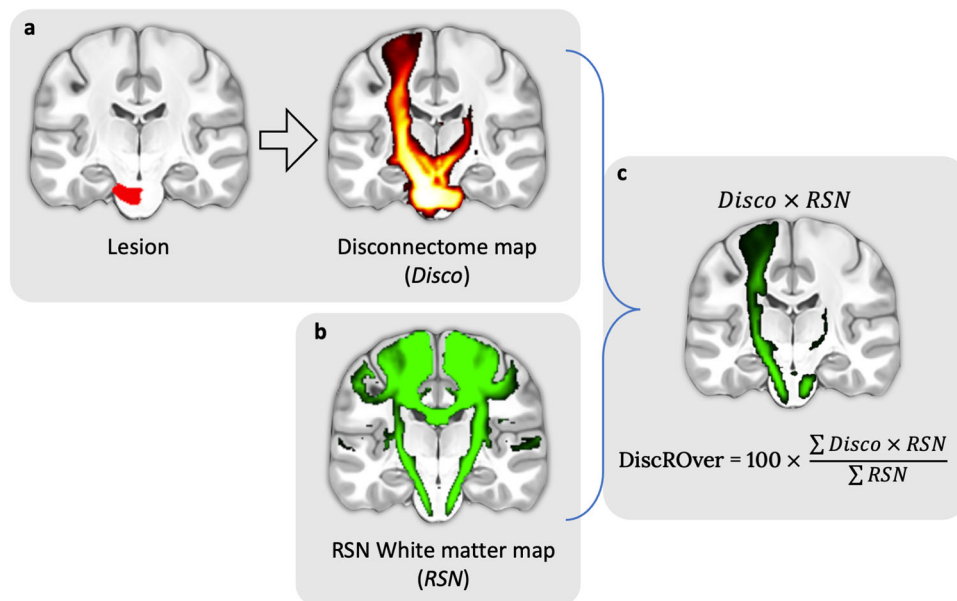 a
Lesion
Disconnectome map
(Disco)
b
RSN White matter map
(RSN)
c
Disco × RSN
DiscROver = 100 × ∑ Disco × RSN / ∑ RSN